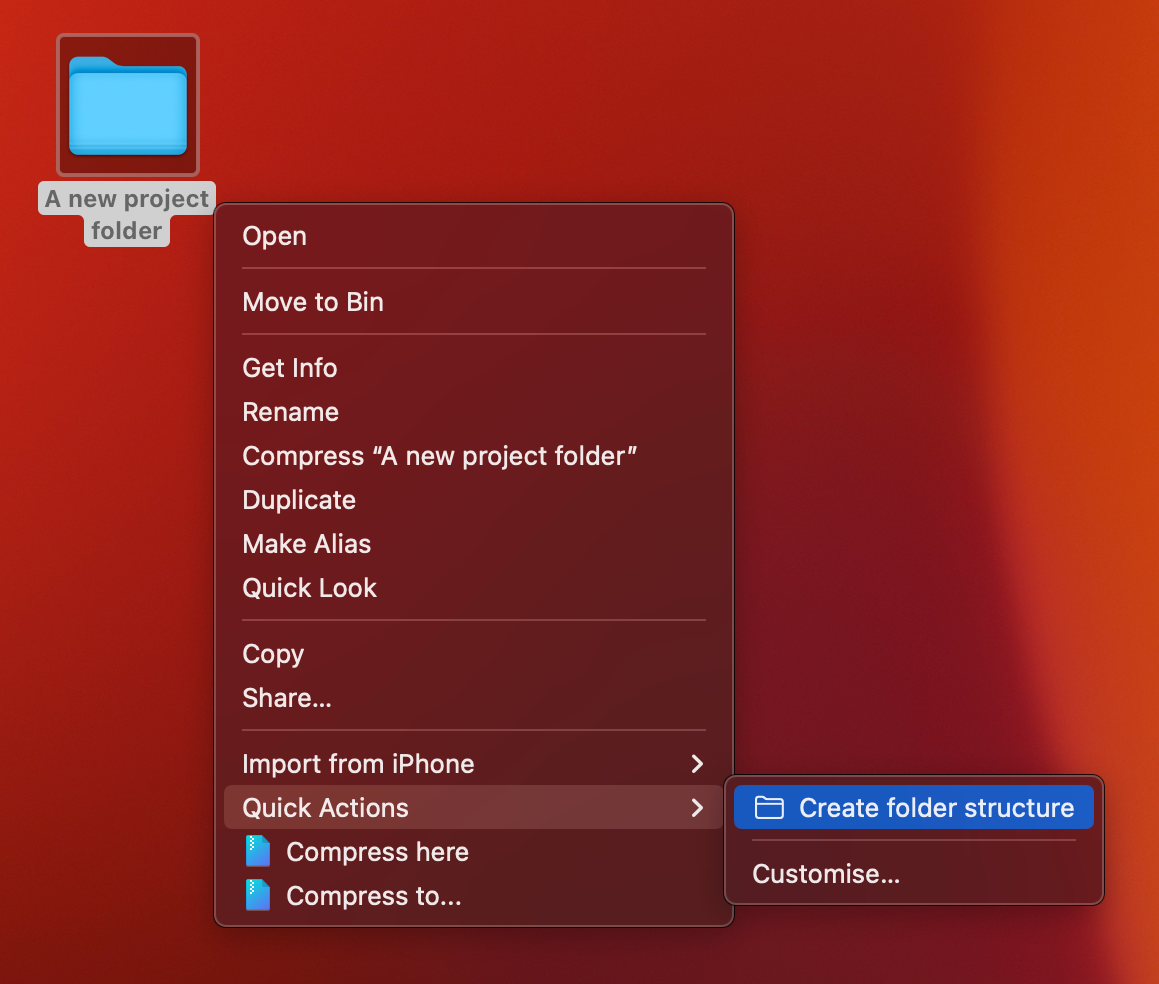 A new project
folder
Open
Move to Bin
Get Info
Rename
Compress “A new project folder”
Duplicate
Make Alias
Quick Look
Copy
Share...
Import from iPhone
Quick Actions
Create folder structure
Customise...
Compress here
Compress to...